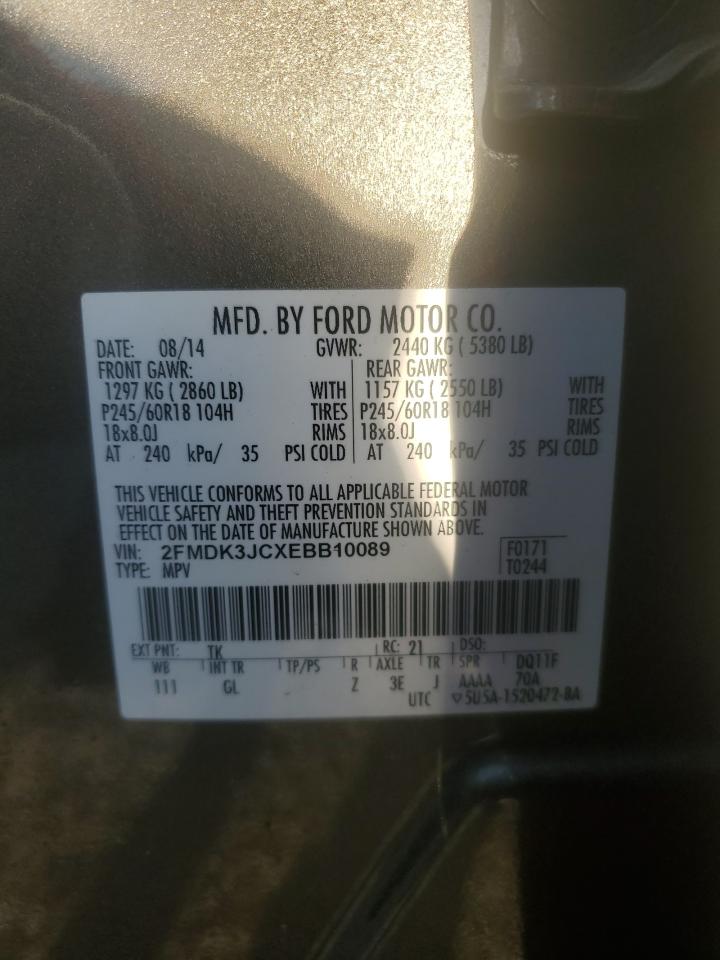 MFD. BY FORD MOTOR CO.
DATE: 08/14 GVWR: 2440 KG ( 5380 LB)
FRONT GAWR: REAR GAWR:
1297 KG ( 2860 LB) WITH 1157 KG ( 2550 LB) WITH
P245/60R18 104H TIRES P245/60R18 104H TIRES
18x8.0J RIMS 18x8.0J RIMS
AT 240 kPa/ 35 PSI COLD AT 240 kPa/ 35 PSI COLD
THIS VEHICLE CONFORMS TO ALL APPLICABLE FEDERAL MOTOR
VEHICLE SAFETY AND THEFT PREVENTION STANDARDS IN
EFFECT ON THE DATE OF MANUFACTURE SHOWN ABOVE.
VIN: 2FMDK3JCXEBB10089 F0171
TYPE: MPV T0244
EXT PNT: TK RC: 21 DSO:
WB INT TR TP/PS R AXLE TR SPR DQ11F
111 GL Z 3E J AAAA 70A
UTC ▽5U5A-1520472-BA